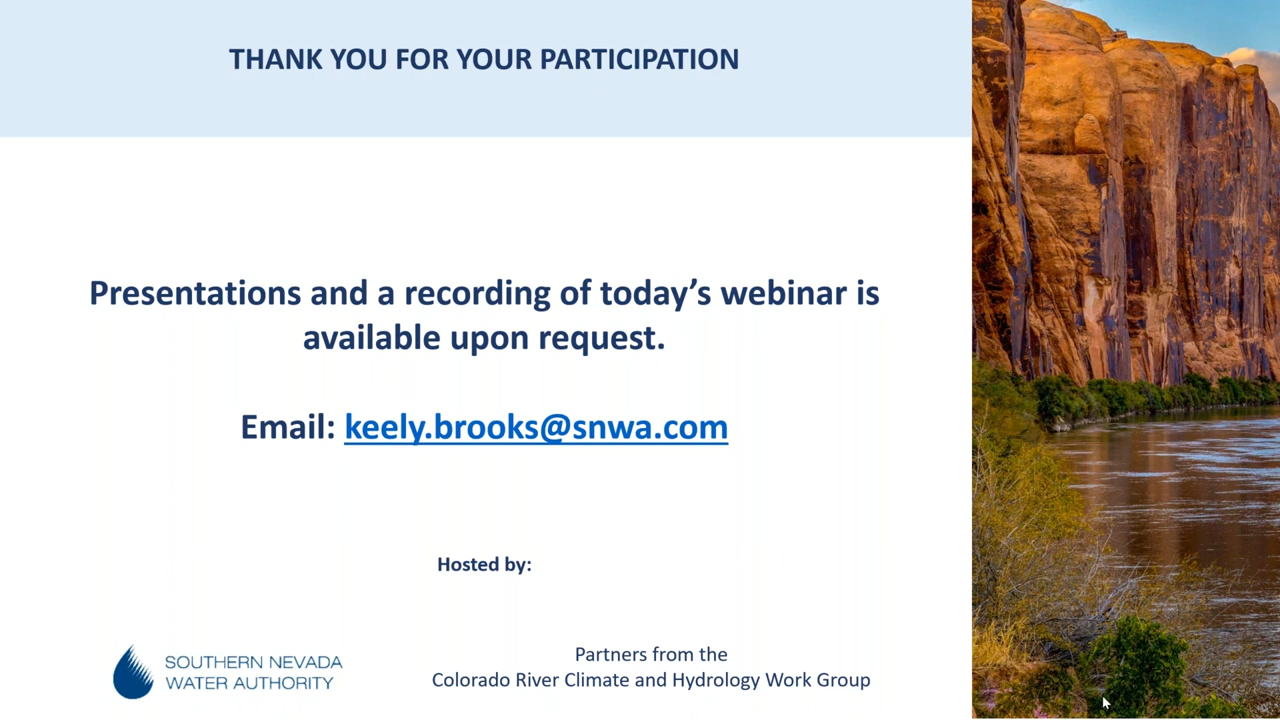 THANK YOU FOR YOUR PARTICIPATION
Presentations and a recording of today’s webinar is
available upon request.
Email: keely.brooks@snwa.com
Hosted by:
SOUTHERN NEVADA
WATER AUTHORITY
Partners from the
Colorado River Climate and Hydrology Work Group